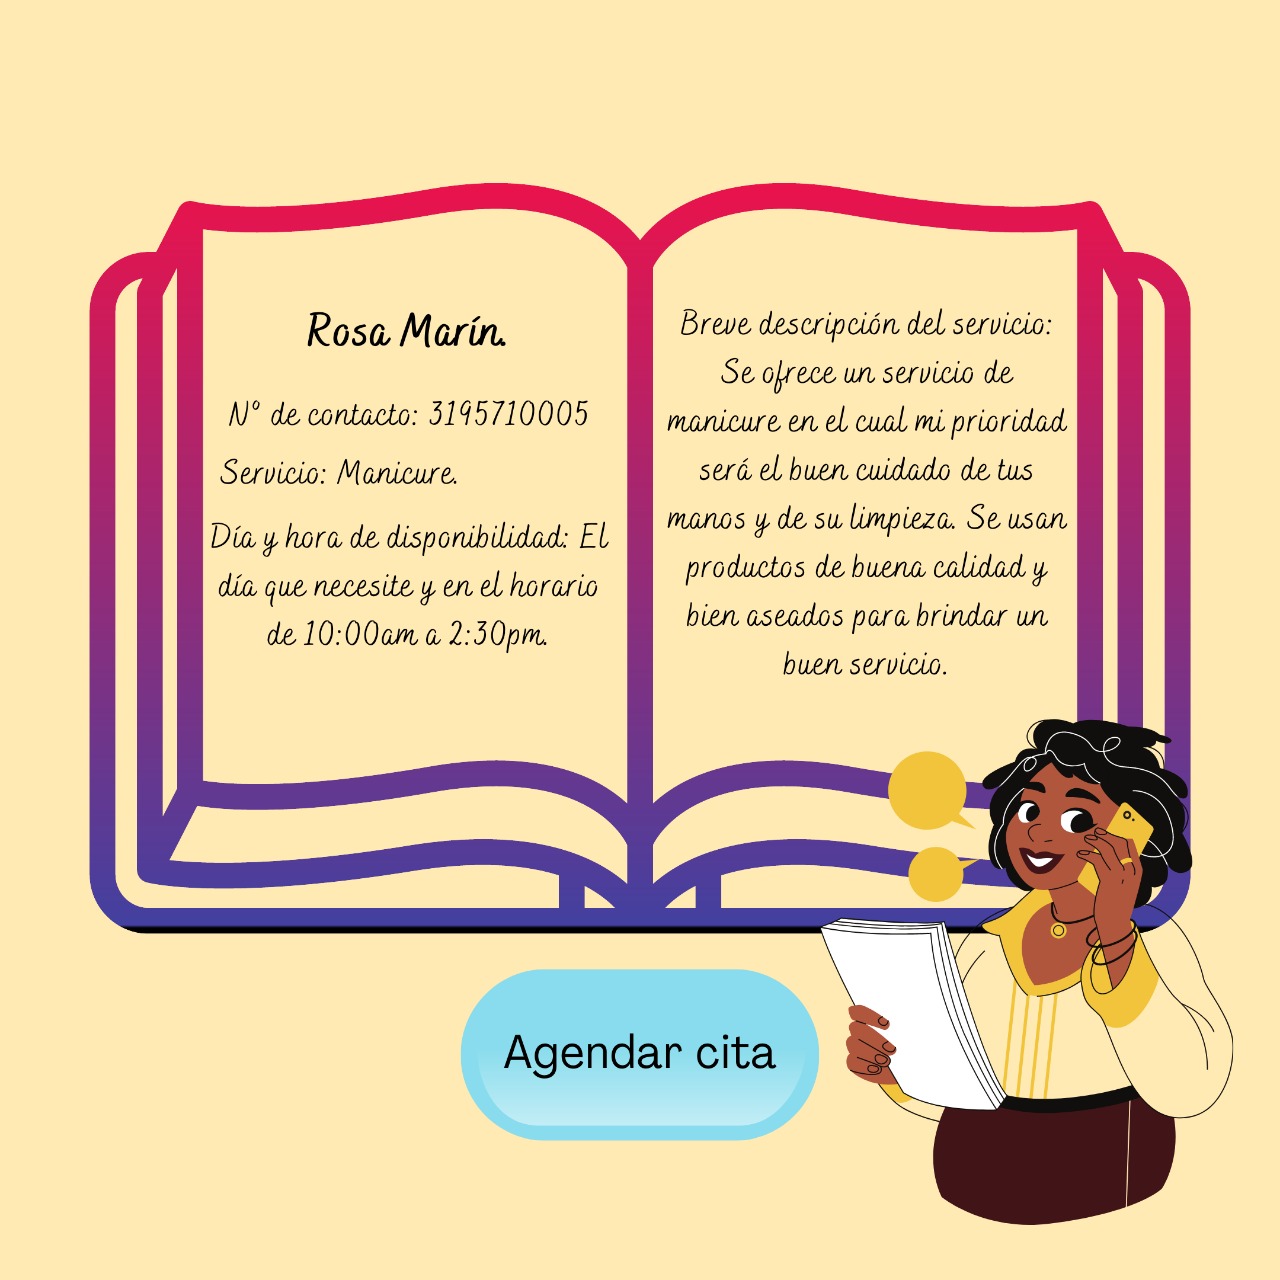 Rosa Marín.
N° de contacto: 3195710005
Servicio: Manicure.
Día y hora de disponibilidad: El
día que necesite y en el horario
de 10:00am a 2:30pm.
Breve descripción del servicio:
Se ofrece un servicio de
manicure en el cual mi prioridad
será el buen cuidado de tus
manos y de su limpieza. Se usan
productos de buena calidad y
bien aseados para brindar un
buen servicio.
Agendar cita